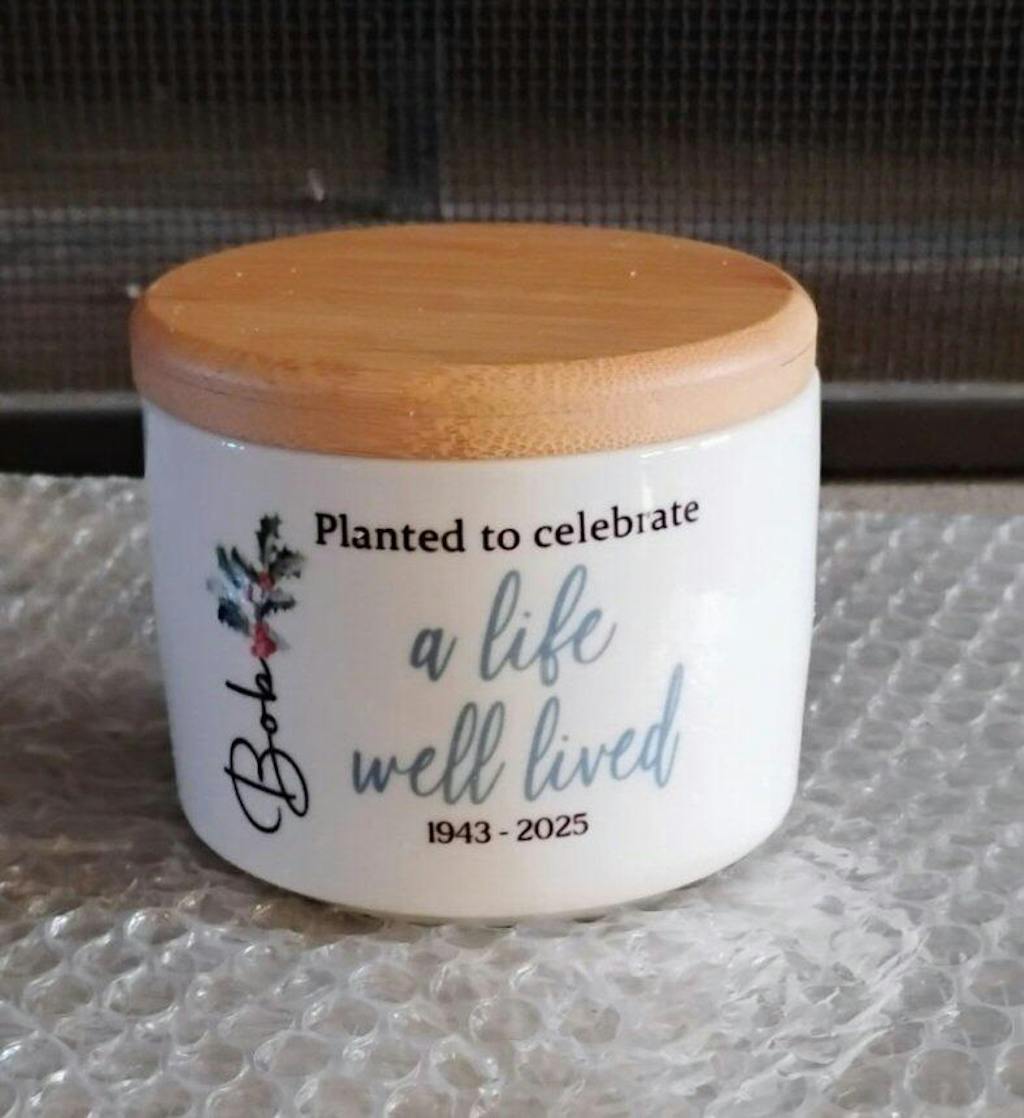 Planted to celebrate
a life
well lived
1943 - 2025
Bob